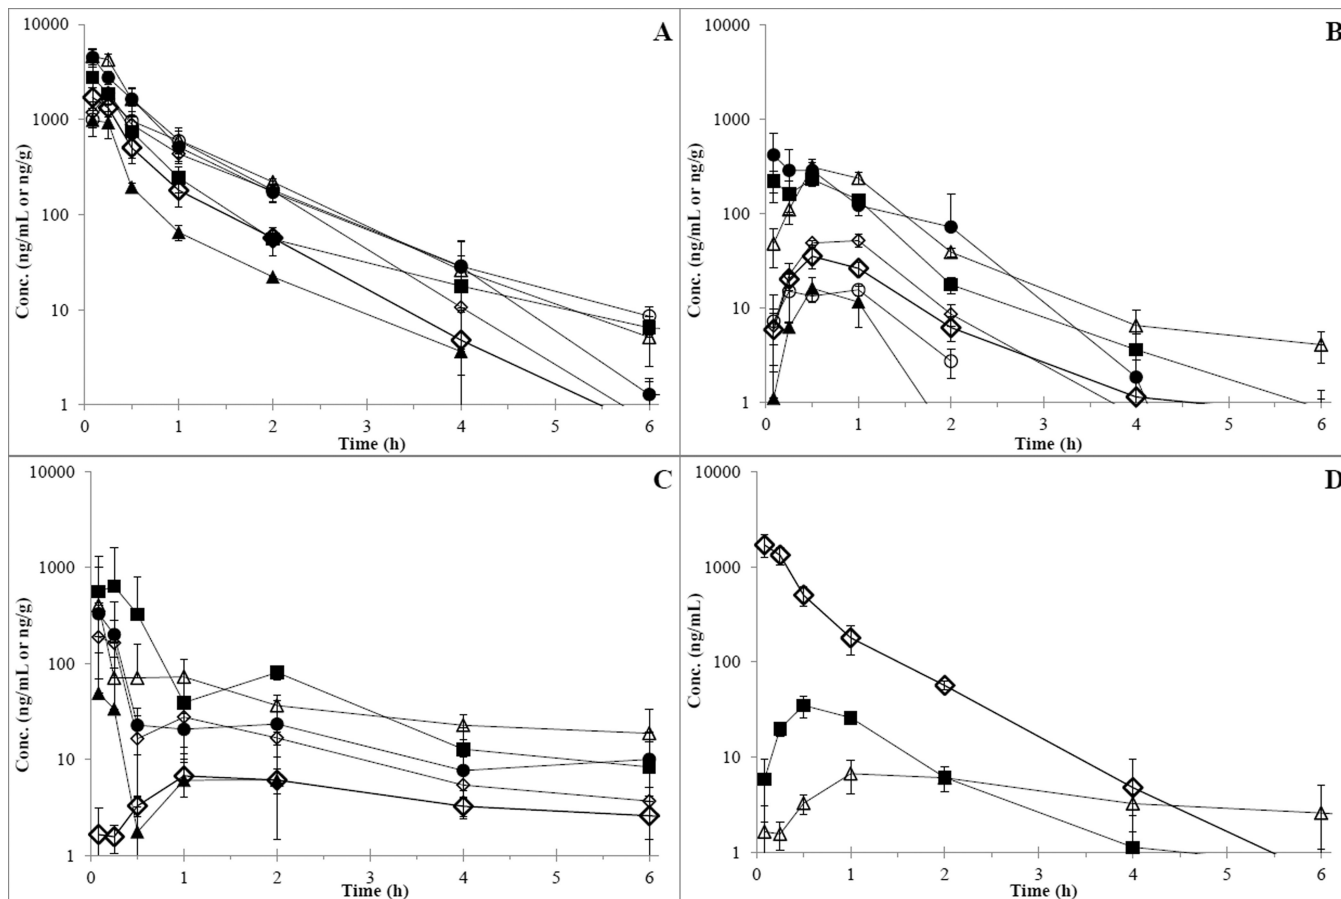 A
Conc. (ng/mL or ng/g)
10000
1000
100
10
1
0 1 2 3 4 5 6
Time (h)
B
Conc. (ng/mL or ng/g)
10000
1000
100
10
1
0 1 2 3 4 5 6
Time (h)
C
Conc. (ng/mL or ng/g)
10000
1000
100
10
1
0 1 2 3 4 5 6
Time (h)
D
Conc. (ng/mL)
10000
1000
100
10
1
0 1 2 3 4 5 6
Time (h)